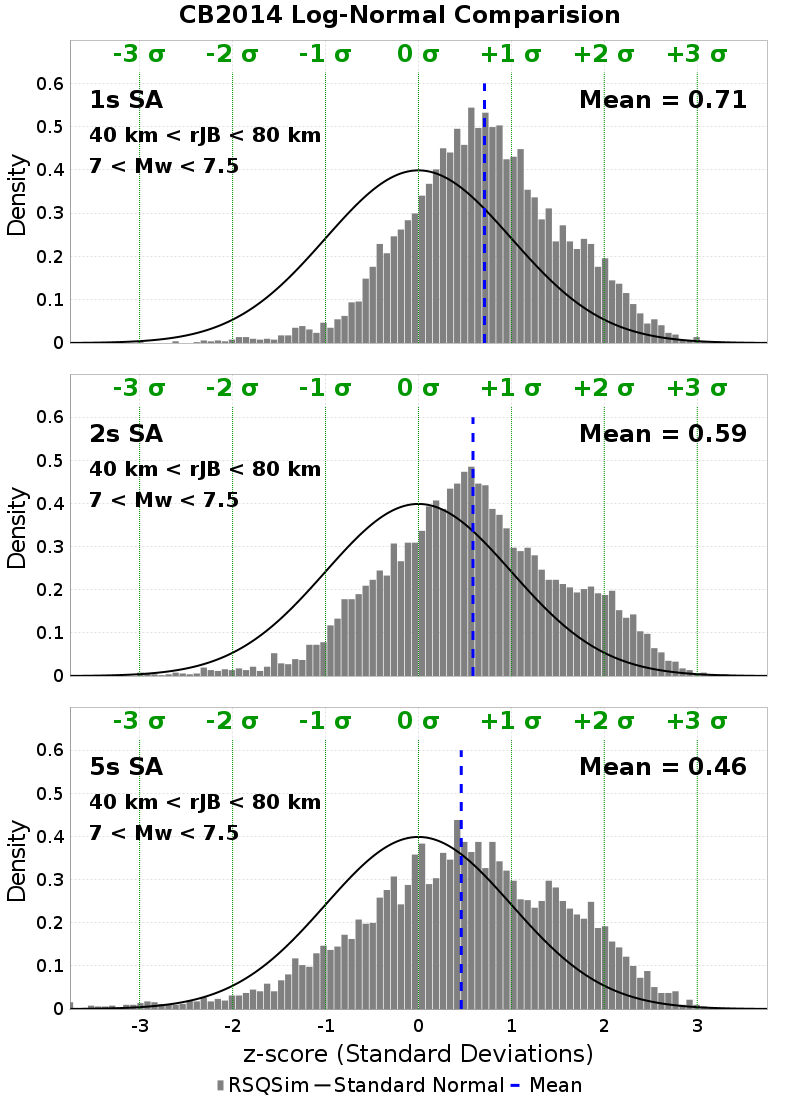 CB2014 Log-Normal Comparision
-3 σ -2 σ -1 σ 0 σ +1 σ +2 σ +3 σ
0.6
1s SA Mean = 0.71
0.5
40 km < rJB < 80 km
7 < Mw < 7.5
0.4
Density
0.3
0.2
0.1
0
-3 σ -2 σ -1 σ 0 σ +1 σ +2 σ +3 σ
0.6
2s SA Mean = 0.59
0.5
40 km < rJB < 80 km
7 < Mw < 7.5
0.4
Density
0.3
0.2
0.1
0
-3 σ -2 σ -1 σ 0 σ +1 σ +2 σ +3 σ
0.6
5s SA Mean = 0.46
0.5
40 km < rJB < 80 km
7 < Mw < 7.5
0.4
Density
0.3
0.2
0.1
0
-3 -2 -1 0 1 2 3
z-score (Standard Deviations)
RSQSim Standard Normal Mean